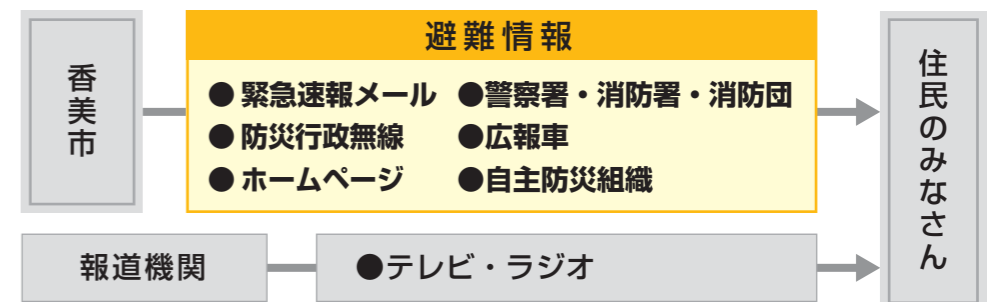 香美市
避難情報
●緊急速報メール ●警察署・消防署・消防団
●防災行政無線 ●広報車
●ホームページ ●自主防災組織
住民のみなさん
報道機関
●テレビ・ラジオ